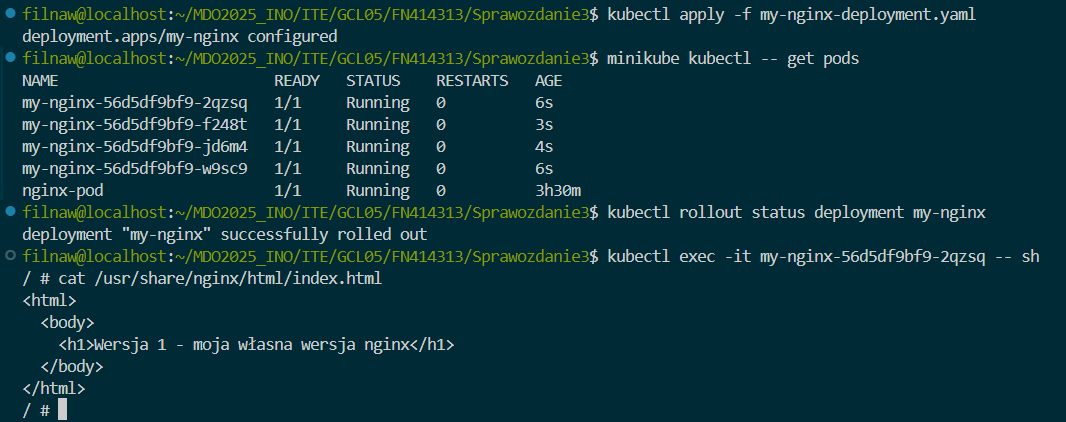 filnaw@localhost:~/MDO2025_INO/ITE/GCL05/FN414313/Sprawozdanie3$ kubectl apply -f my-nginx-deployment.yaml
deployment.apps/my-nginx configured
filnaw@localhost:~/MDO2025_INO/ITE/GCL05/FN414313/Sprawozdanie3$ minikube kubectl -- get pods
NAME                        READY   STATUS    RESTARTS   AGE
my-nginx-56d5df9bf9-2qzsq   1/1     Running   0          6s
my-nginx-56d5df9bf9-f248t   1/1     Running   0          3s
my-nginx-56d5df9bf9-jd6m4   1/1     Running   0          4s
my-nginx-56d5df9bf9-w9sc9   1/1     Running   0          6s
nginx-pod                   1/1     Running   0          3h30m
filnaw@localhost:~/MDO2025_INO/ITE/GCL05/FN414313/Sprawozdanie3$ kubectl rollout status deployment my-nginx
deployment "my-nginx" successfully rolled out
filnaw@localhost:~/MDO2025_INO/ITE/GCL05/FN414313/Sprawozdanie3$ kubectl exec -it my-nginx-56d5df9bf9-2qzsq -- sh
/ # cat /usr/share/nginx/html/index.html
<html>
  <body>
    <h1>Wersja 1 - moja własna wersja nginx</h1>
  </body>
</html>
/ #